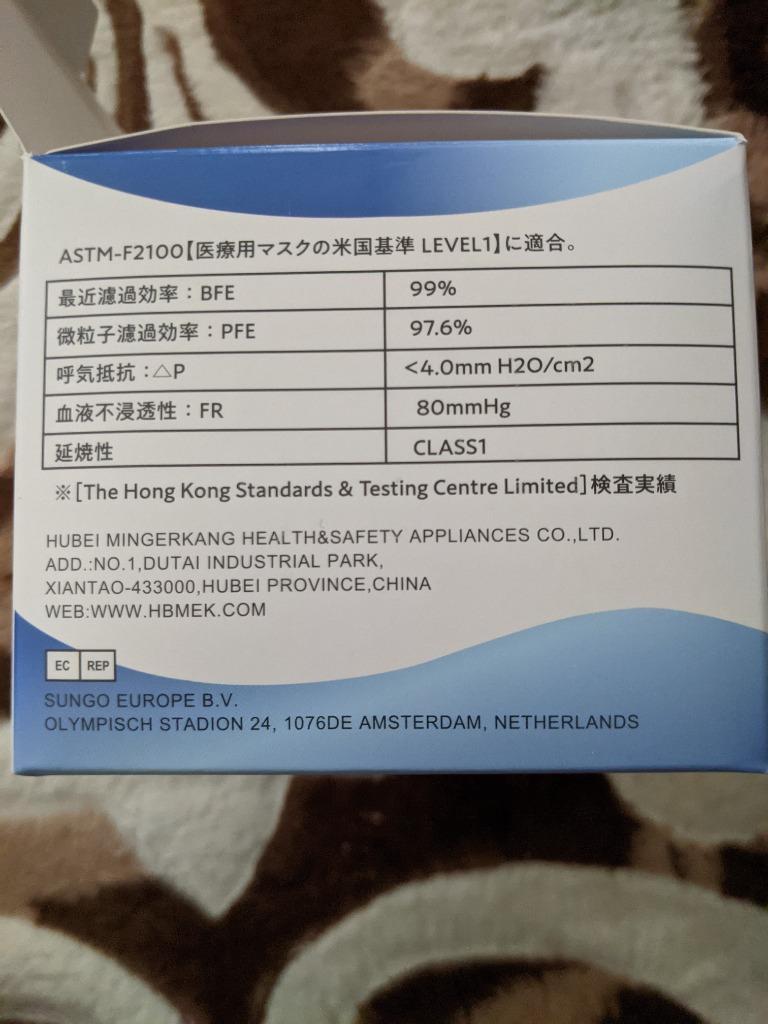 ASTM-F2100【医療用マスクの米国基準 LEVEL1】に適合。
最近濾過効率：BFE 99%
微粒子濾過効率：PFE 97.6%
呼気抵抗：△P <4.0mm H2O/cm2
血液不浸透性：FR 80mmHg
延焼性 CLASS1
※[The Hong Kong Standards & Testing Centre Limited]検査実績
HUBEI MINGERKANG HEALTH&SAFETY APPLIANCES CO.,LTD.
ADD.:NO.1,DUTAI INDUSTRIAL PARK,
XIANTAO-433000,HUBEI PROVINCE,CHINA
WEB:WWW.HBMEK.COM
EC REP
SUNGO EUROPE B.V.
OLYMPISCH STADION 24, 1076DE AMSTERDAM, NETHERLANDS